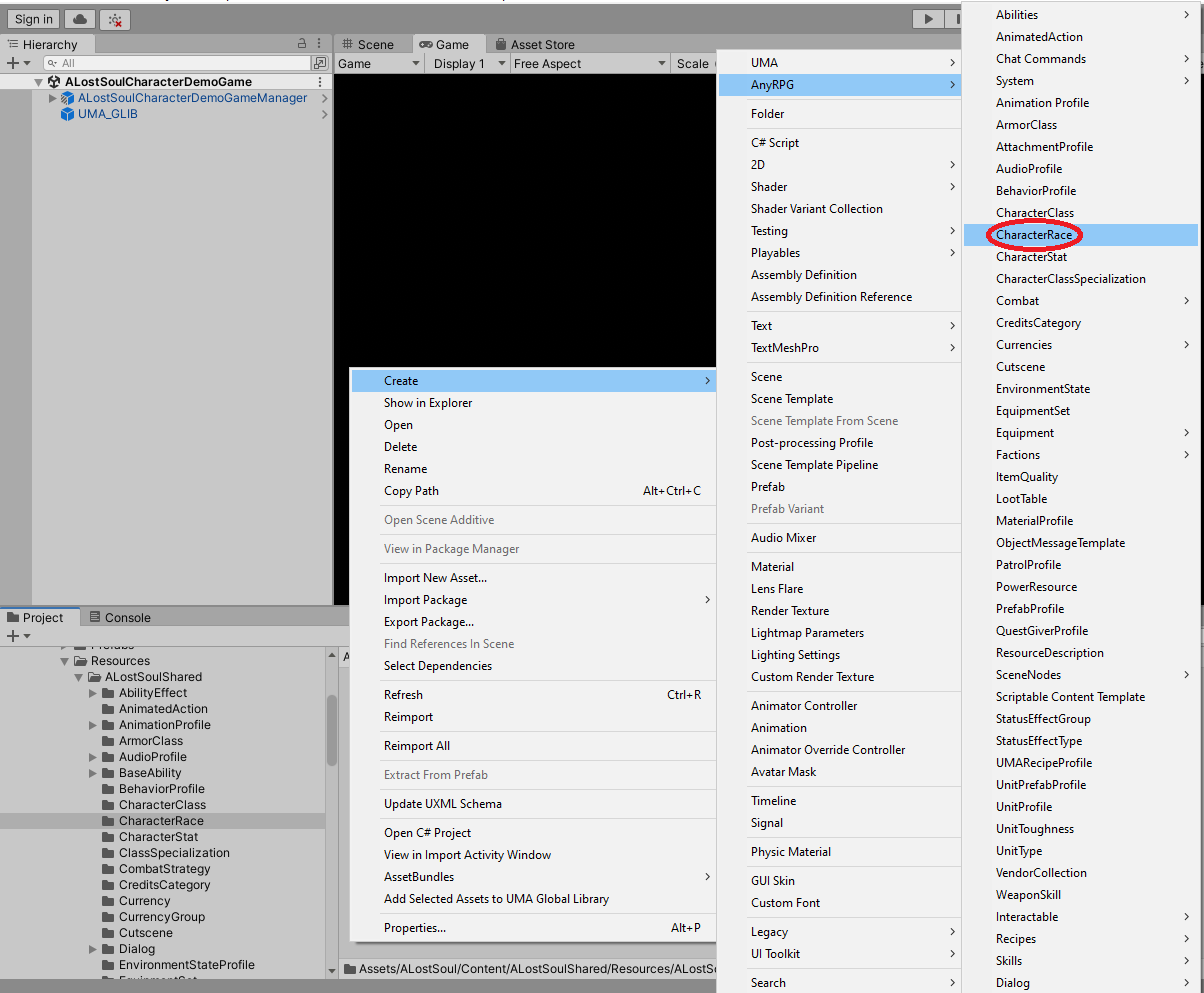 Sign in
Hierarchy
All
ALostSoulCharacterDemoGame
ALostSoulCharacterDemoGameManager
UMA_GLIB
Scene
Game
Asset Store
Game
Display 1
Free Aspect
Scale
Project
Console
Prefabs
Resources
ALostSoulShared
AbilityEffect
AnimatedAction
AnimationProfile
ArmorClass
AudioProfile
BaseAbility
BehaviorProfile
CharacterClass
CharacterRace
CharacterStat
ClassSpecialization
CombatStrategy
CreditsCategory
Currency
CurrencyGroup
Cutscene
Dialog
EnvironmentStateProfile
EquipmentSet
Create
Show in Explorer
Open
Delete
Rename
Copy Path Alt+Ctrl+C
Open Scene Additive
View in Package Manager
Import New Asset...
Import Package
Export Package...
Find References In Scene
Select Dependencies
Refresh Ctrl+R
Reimport
Reimport All
Extract From Prefab
Update UXML Schema
Open C# Project
View in Import Activity Window
AssetBundles
Add Selected Assets to UMA Global Library
Properties... Alt+P
Assets/ALostSoul/Content/ALostSoulShared/Resources/ALostSo
UMA
AnyRPG
Folder
C# Script
2D
Shader
Shader Variant Collection
Testing
Playables
Assembly Definition
Assembly Definition Reference
Text
TextMeshPro
Scene
Scene Template
Scene Template From Scene
Post-processing Profile
Scene Template Pipeline
Prefab
Prefab Variant
Audio Mixer
Material
Lens Flare
Render Texture
Lightmap Parameters
Lighting Settings
Custom Render Texture
Animator Controller
Animation
Animator Override Controller
Avatar Mask
Timeline
Signal
Physic Material
GUI Skin
Custom Font
Legacy
UI Toolkit
Search
Abilities
AnimatedAction
Chat Commands
System
Animation Profile
ArmorClass
AttachmentProfile
AudioProfile
BehaviorProfile
CharacterClass
CharacterRace
CharacterStat
CharacterClassSpecialization
Combat
CreditsCategory
Currencies
Cutscene
EnvironmentState
EquipmentSet
Equipment
Factions
ItemQuality
LootTable
MaterialProfile
ObjectMessageTemplate
PatrolProfile
PowerResource
PrefabProfile
QuestGiverProfile
ResourceDescription
SceneNodes
Scriptable Content Template
StatusEffectGroup
StatusEffectType
UMARecipeProfile
UnitPrefabProfile
UnitProfile
UnitToughness
UnitType
VendorCollection
WeaponSkill
Interactable
Recipes
Skills
Dialog